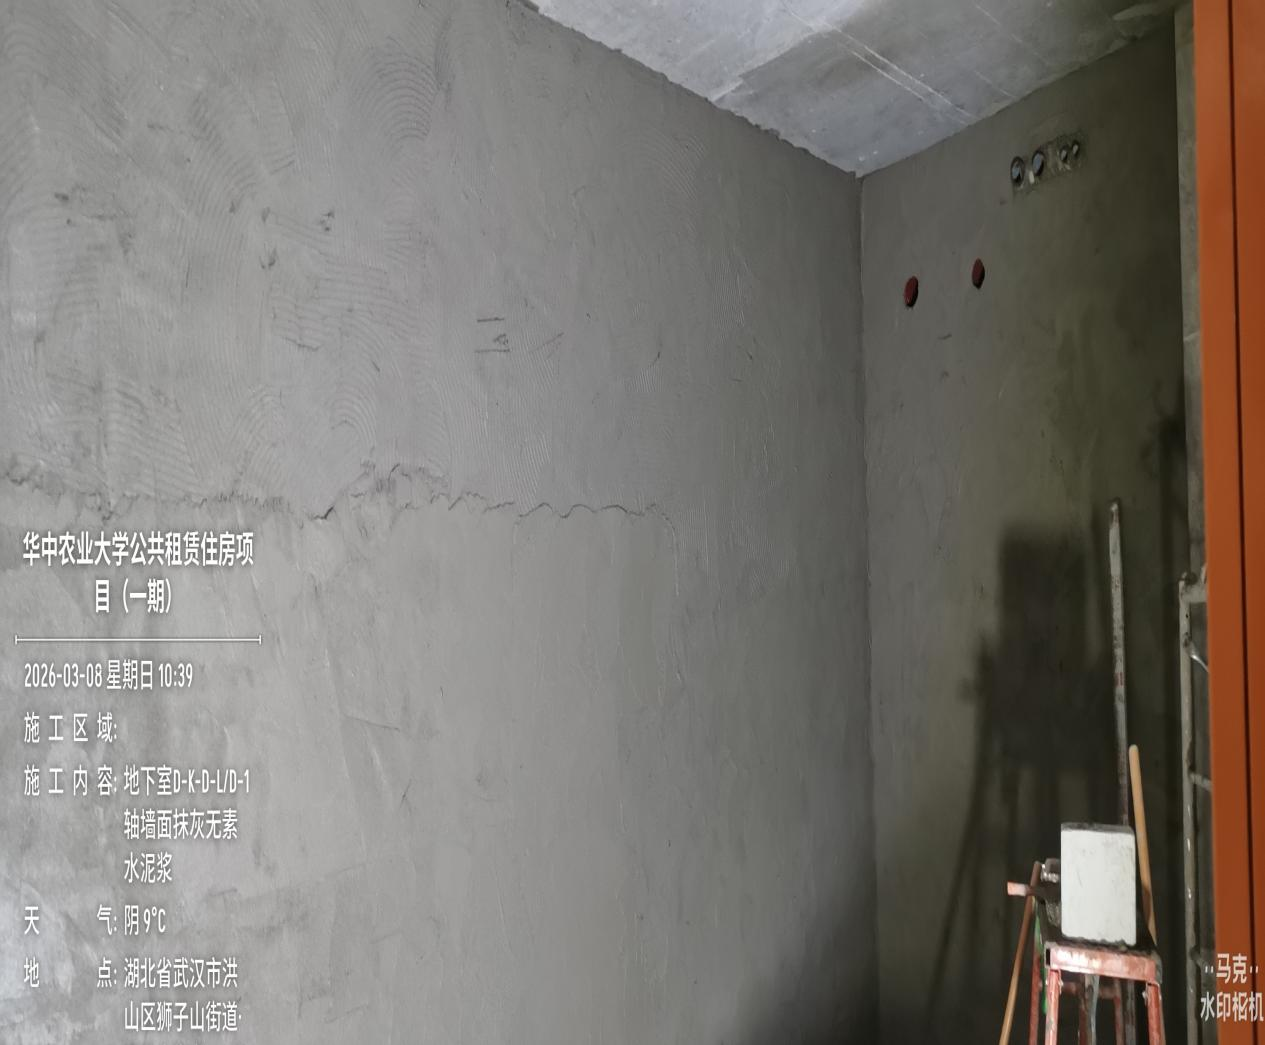 华中农业大学公共租赁住房项
目（一期）
2026-03-08 星期日 10:39
施工区域:
施工内容: 地下室D-K-D-L/D-1
轴墙面抹灰无素
水泥浆
天气: 阴 9℃
地点: 湖北省武汉市洪
山区狮子山街道·
马克
水印相机